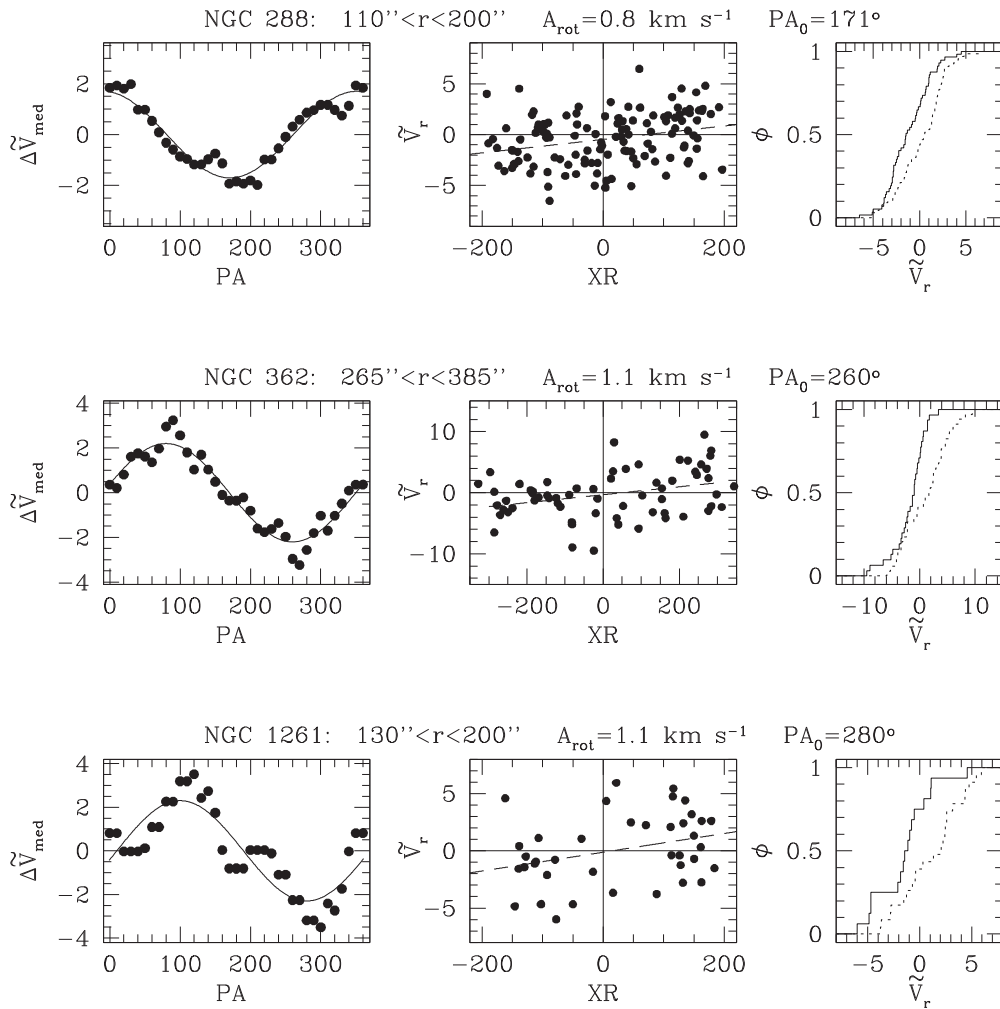 NGC 288: 110''<r<200'' A_rot=0.8 km s⁻¹ PA₀=171°
ΔṼ_med
2
0
−2
0 100 200 300
PA
Ṽ_r
5
0
−5
−200 0 200
XR
ϕ
1
0.5
0
−5 0 5
Ṽ_r
NGC 362: 265''<r<385'' A_rot=1.1 km s⁻¹ PA₀=260°
ΔṼ_med
4
2
0
−2
−4
0 100 200 300
PA
Ṽ_r
10
0
−10
−200 0 200
XR
ϕ
1
0.5
0
−10 0 10
Ṽ_r
NGC 1261: 130''<r<200'' A_rot=1.1 km s⁻¹ PA₀=280°
ΔṼ_med
4
2
0
−2
−4
0 100 200 300
PA
Ṽ_r
5
0
−5
−200 0 200
XR
ϕ
1
0.5
0
−5 0 5
Ṽ_r